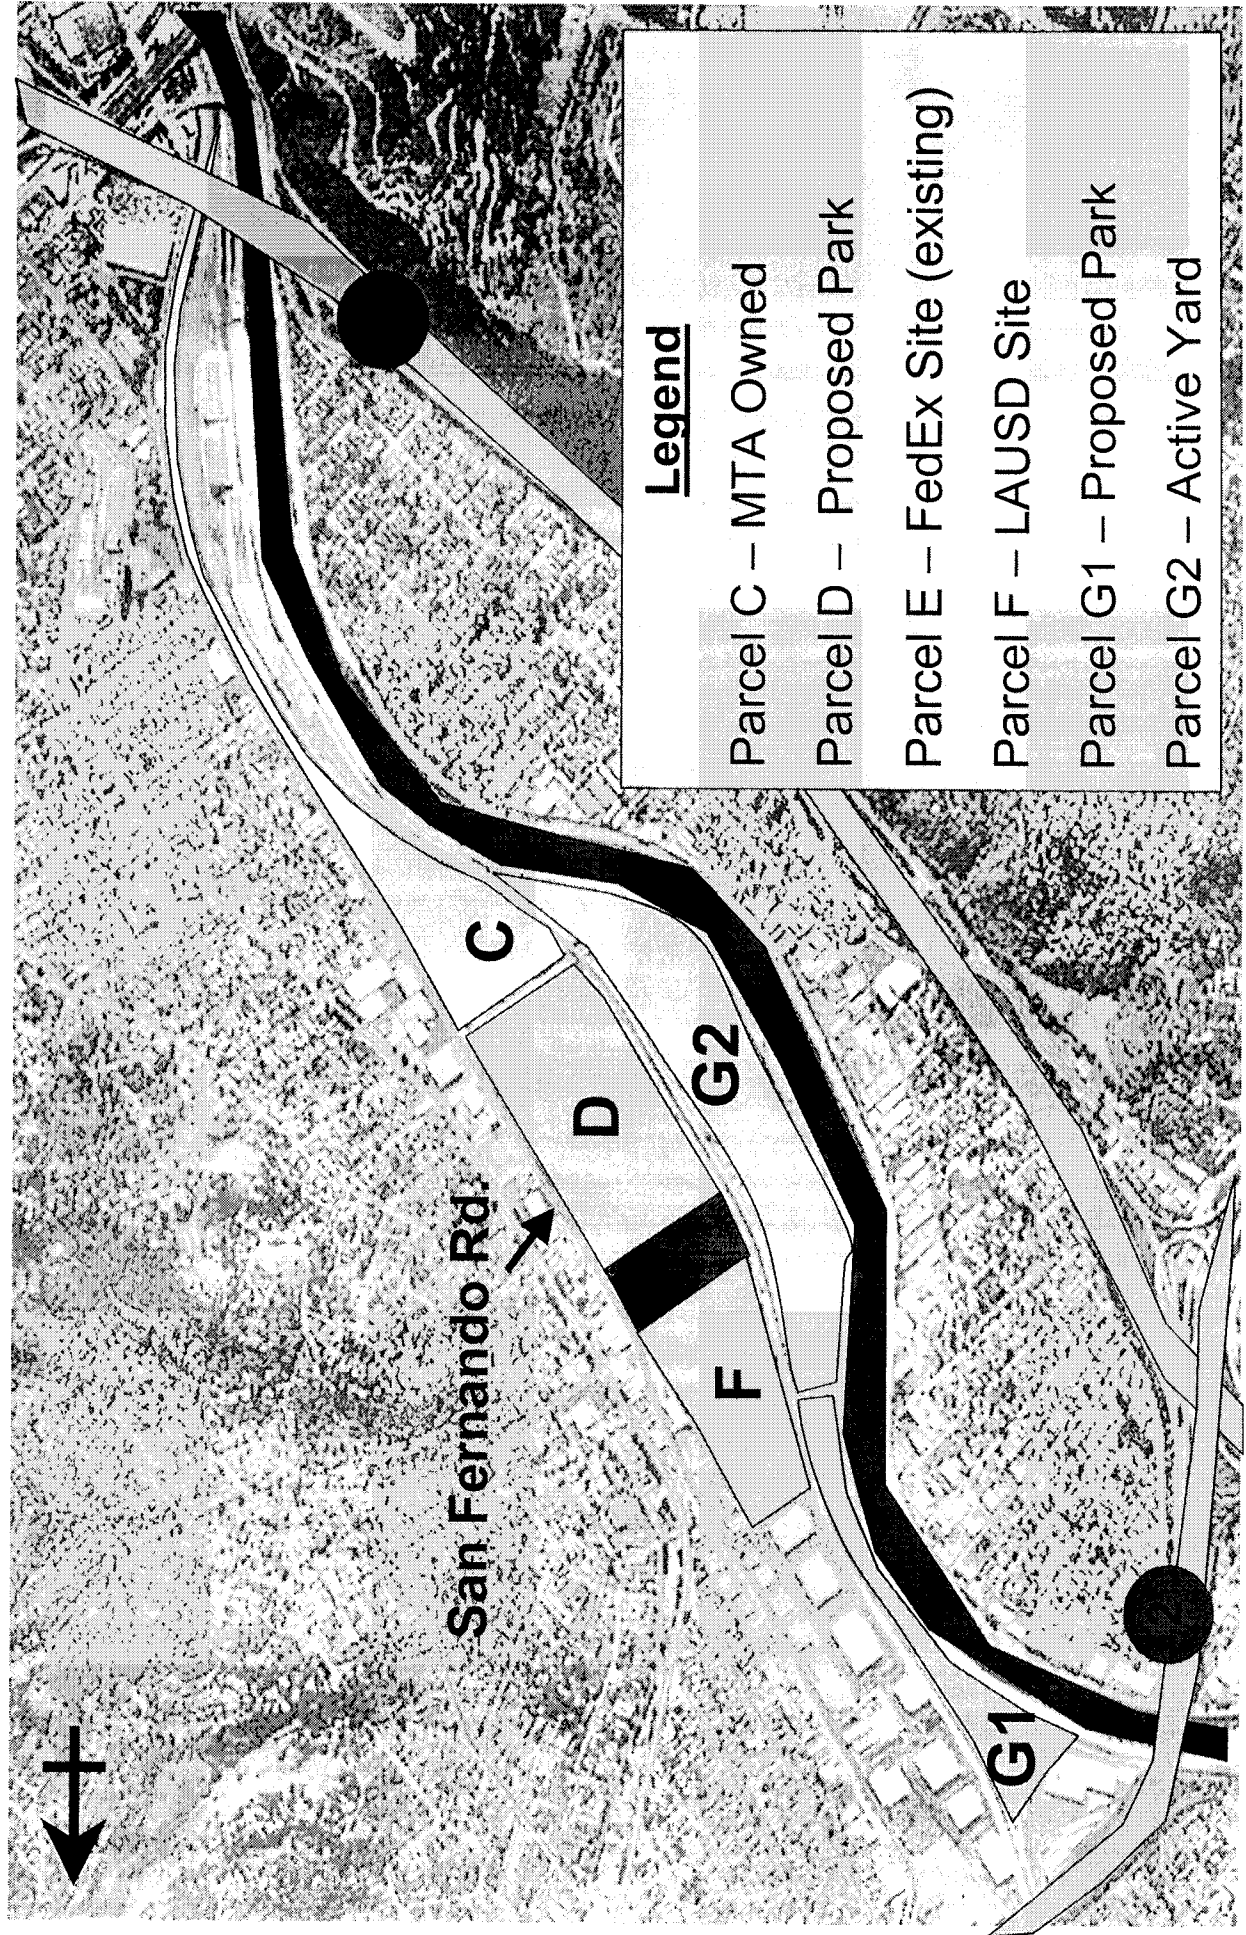 San Fernando Rd.
C
D
G2
F
G1
Legend
Parcel C – MTA Owned
Parcel D – Proposed Park
Parcel E – FedEx Site (existing)
Parcel F – LAUSD Site
Parcel G1 – Proposed Park
Parcel G2 – Active Yard
2